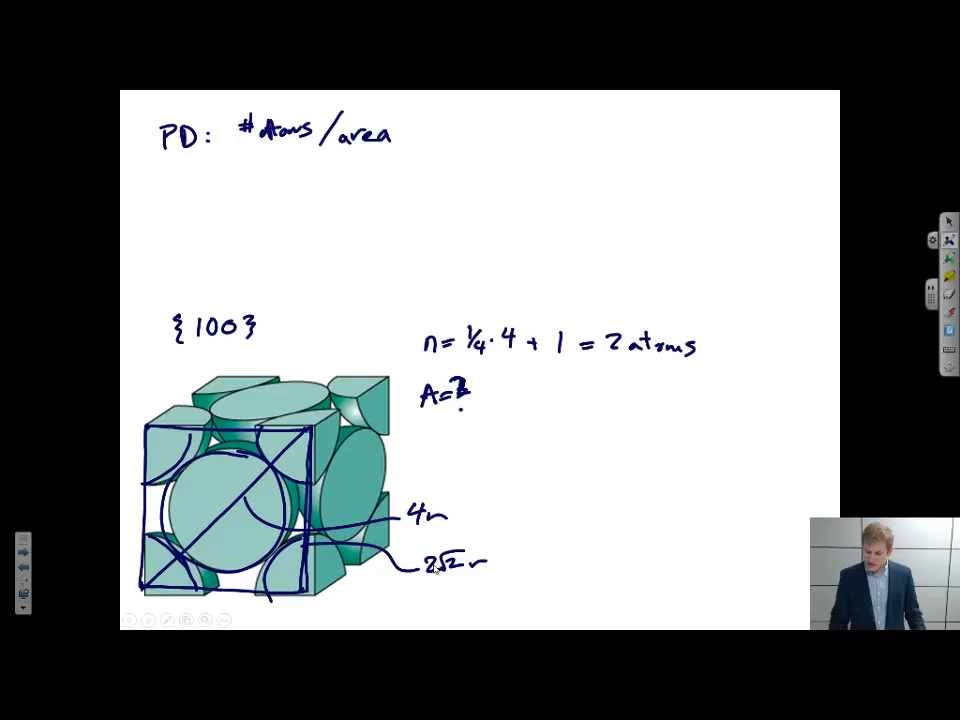 PD: # atoms / area
{100}
n = 1/4 · 4 + 1 = 2 atoms
A = ?
4r
2√2 r